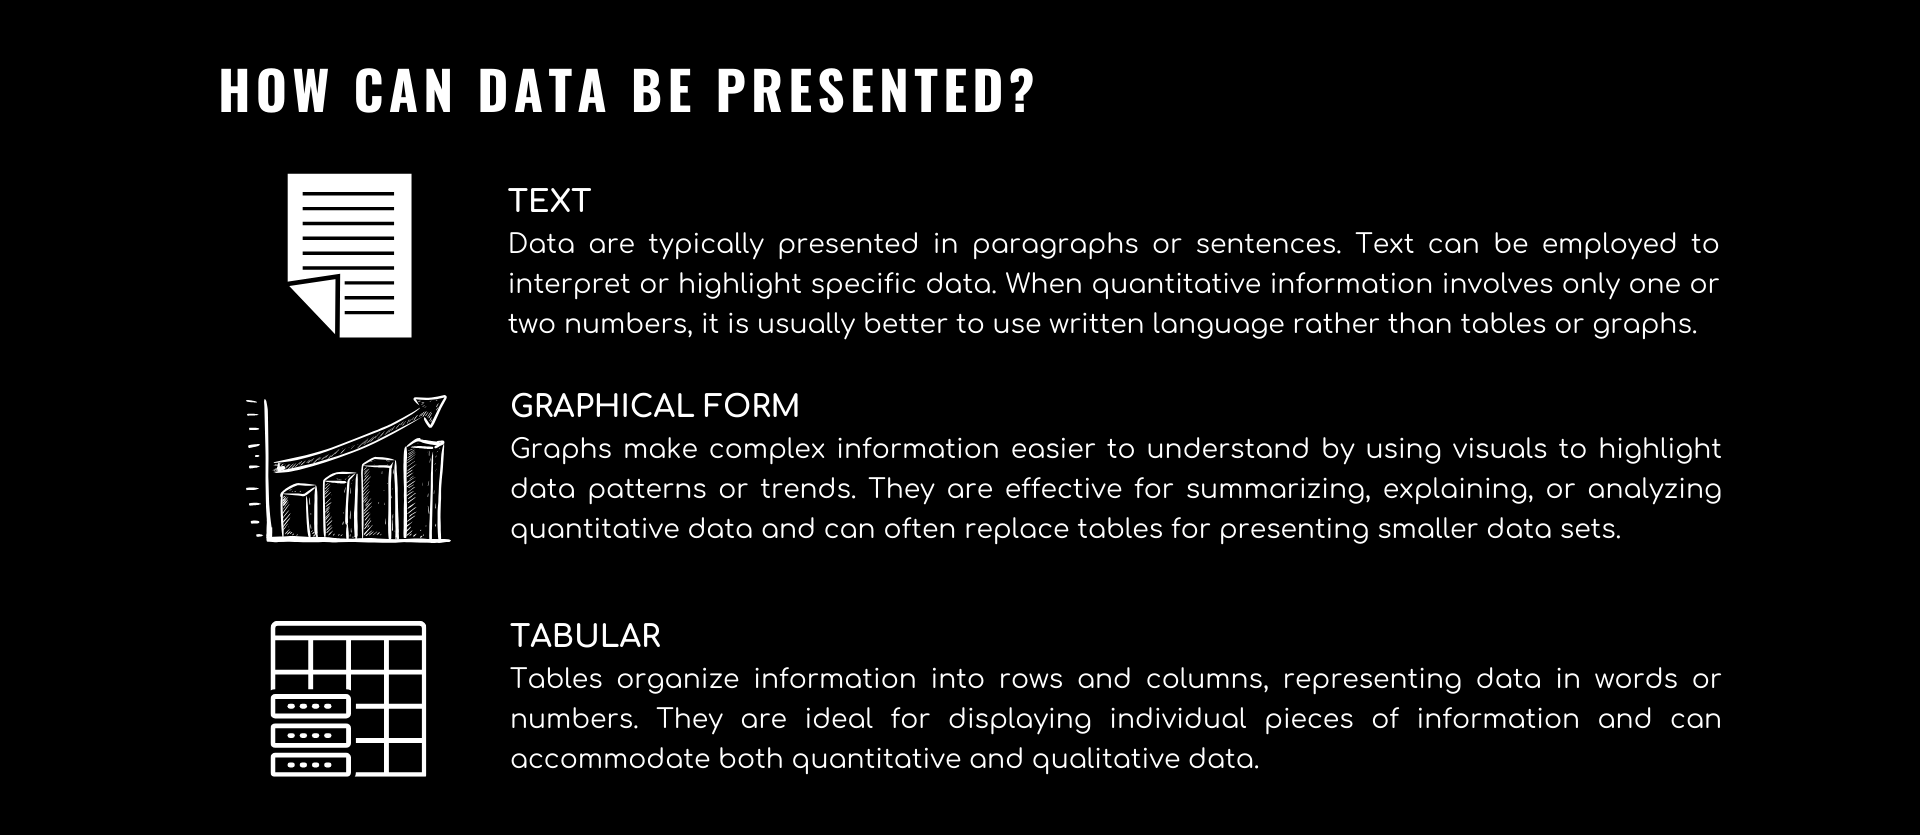 HOW CAN DATA BE PRESENTED?
TEXT
Data are typically presented in paragraphs or sentences. Text can be employed to
interpret or highlight specific data. When quantitative information involves only one or
two numbers, it is usually better to use written language rather than tables or graphs.
GRAPHICAL FORM
Graphs make complex information easier to understand by using visuals to highlight
data patterns or trends. They are effective for summarizing, explaining, or analyzing
quantitative data and can often replace tables for presenting smaller data sets.
TABULAR
Tables organize information into rows and columns, representing data in words or
numbers. They are ideal for displaying individual pieces of information and can
accommodate both quantitative and qualitative data.